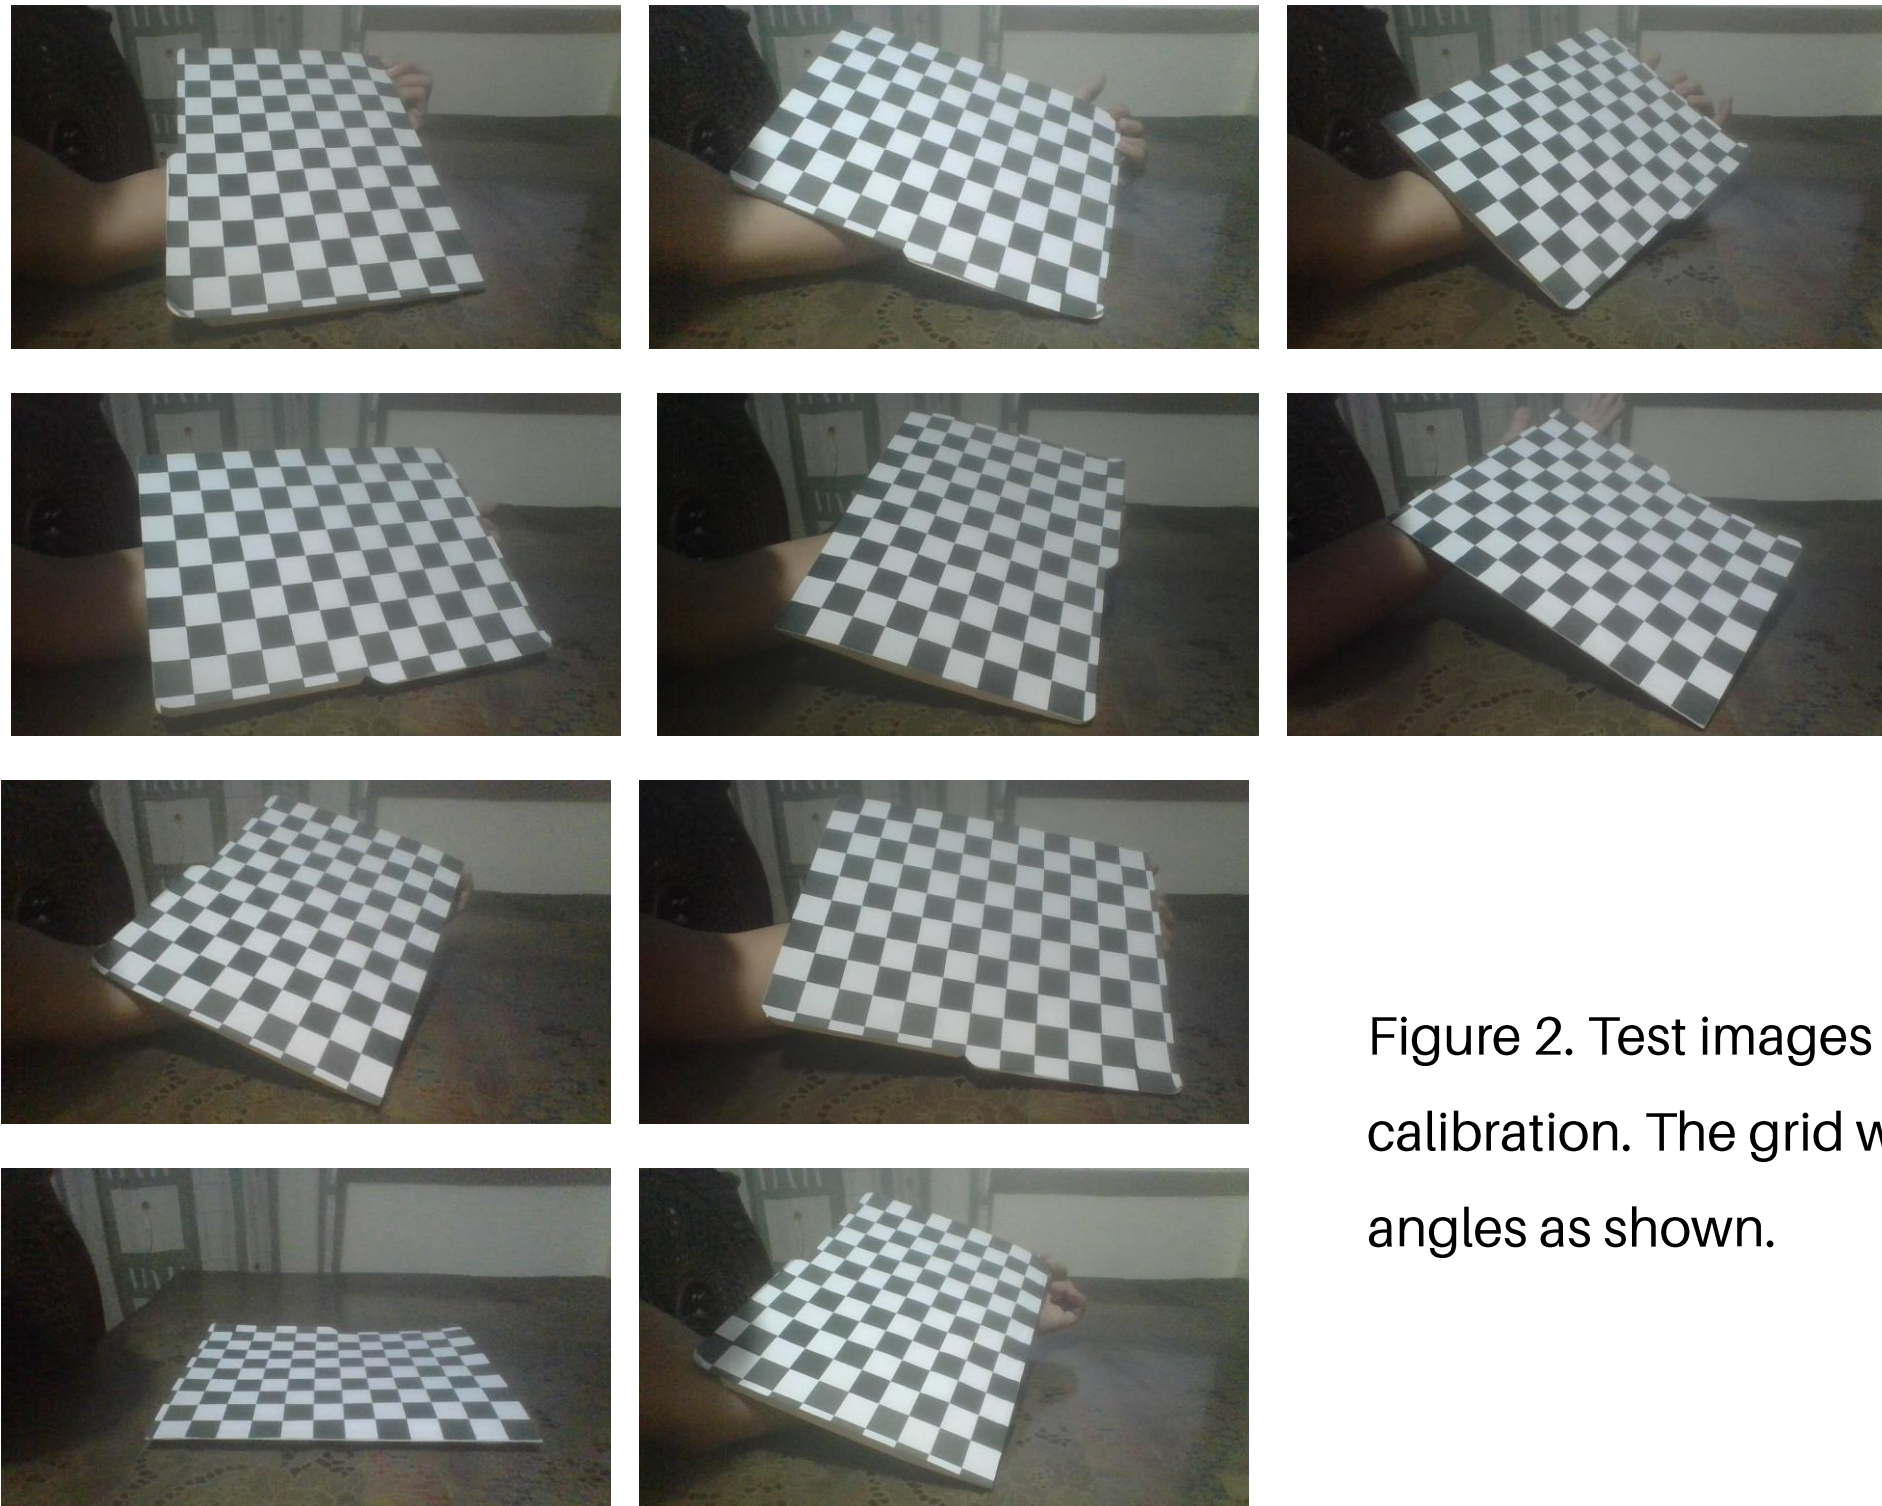 Figure 2. Test images
calibration. The grid
angles as shown.